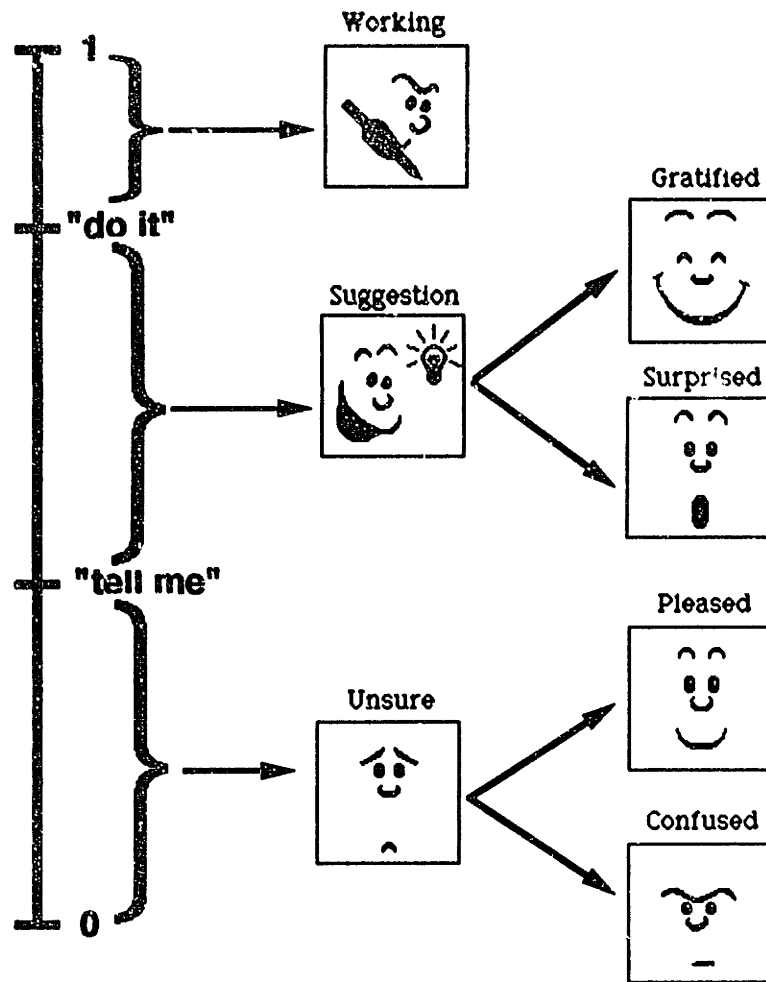 Working
1
Gratified
"do it"
Suggestion
Surprised
"tell me"
Pleased
Unsure
Confused
0